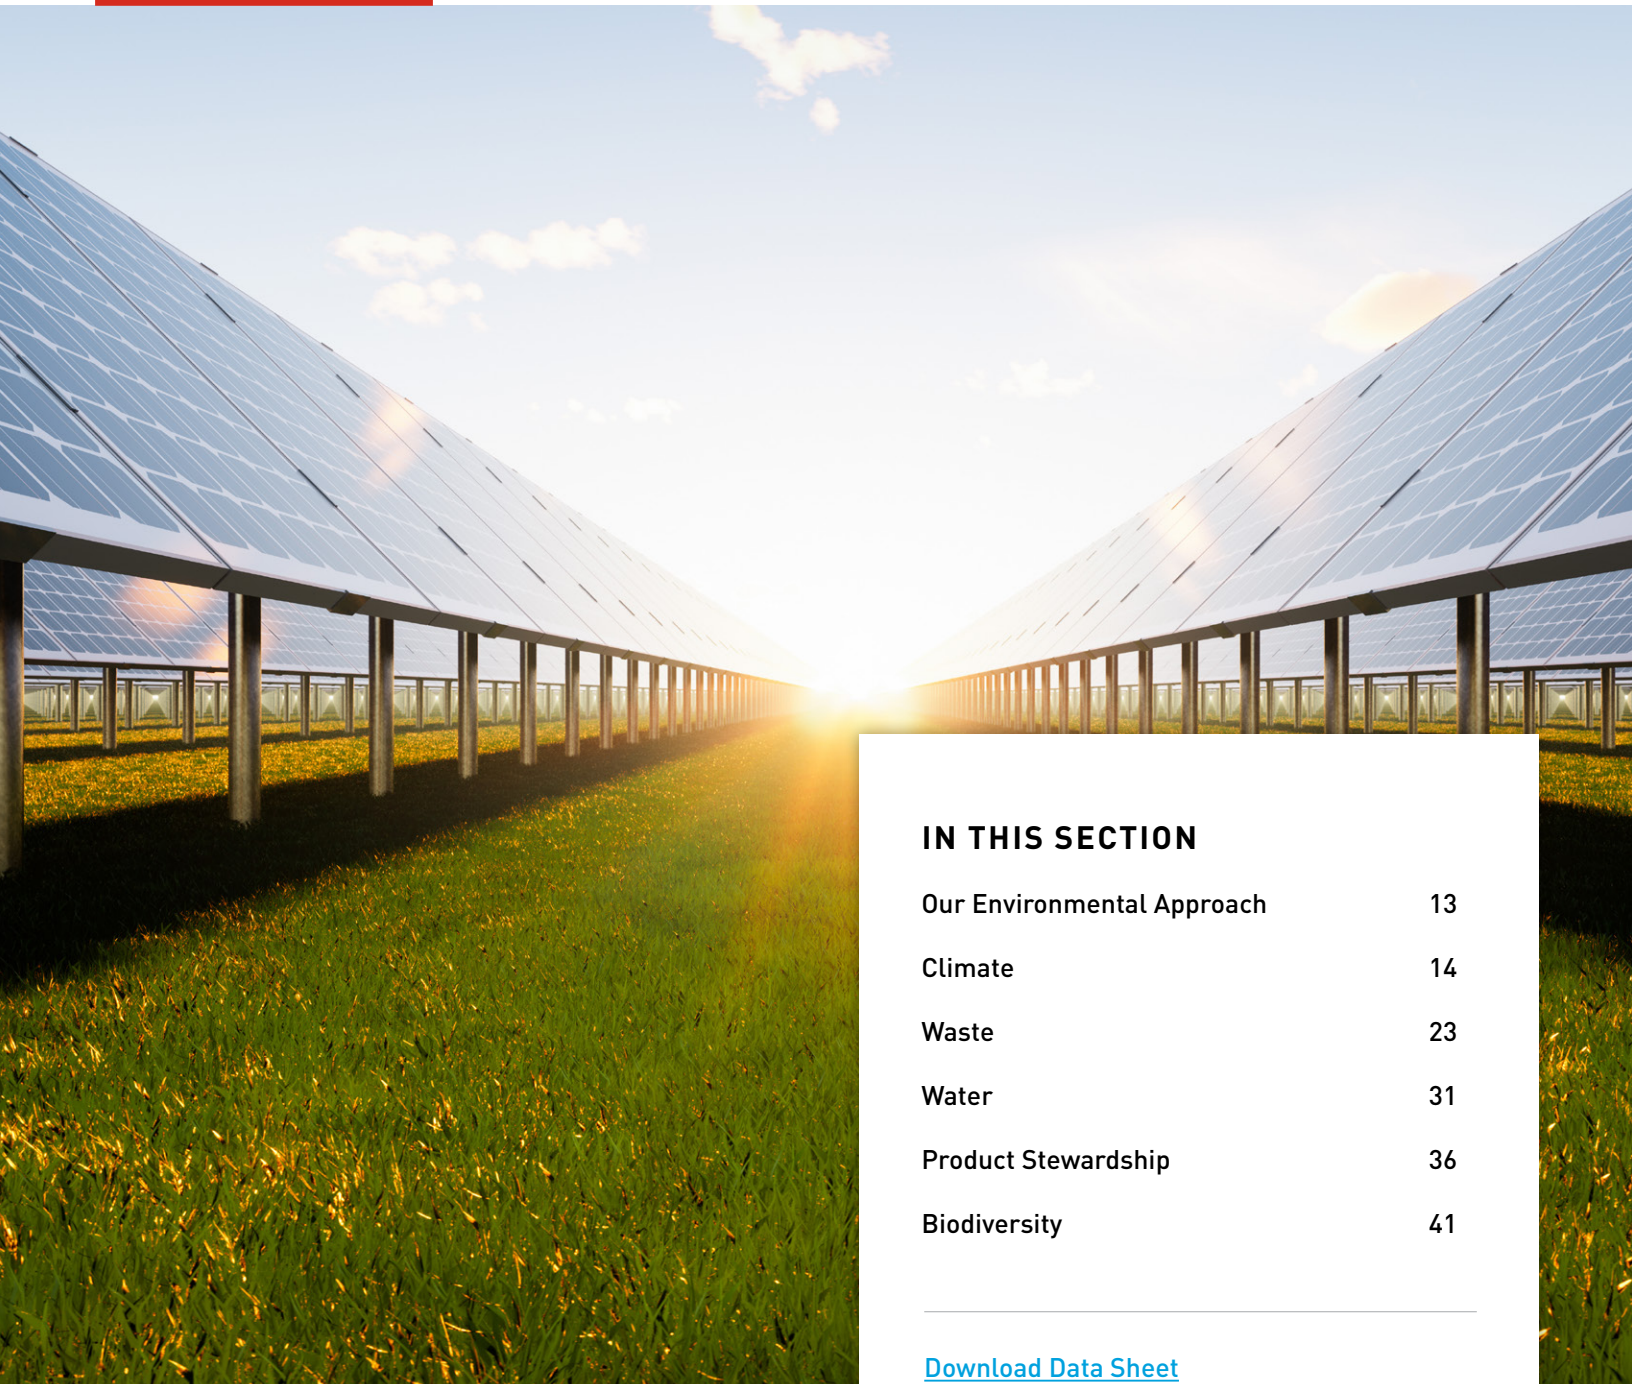 IN THIS SECTION
Our Environmental Approach 13
Climate 14
Waste 23
Water 31
Product Stewardship 36
Biodiversity 41
Download Data Sheet